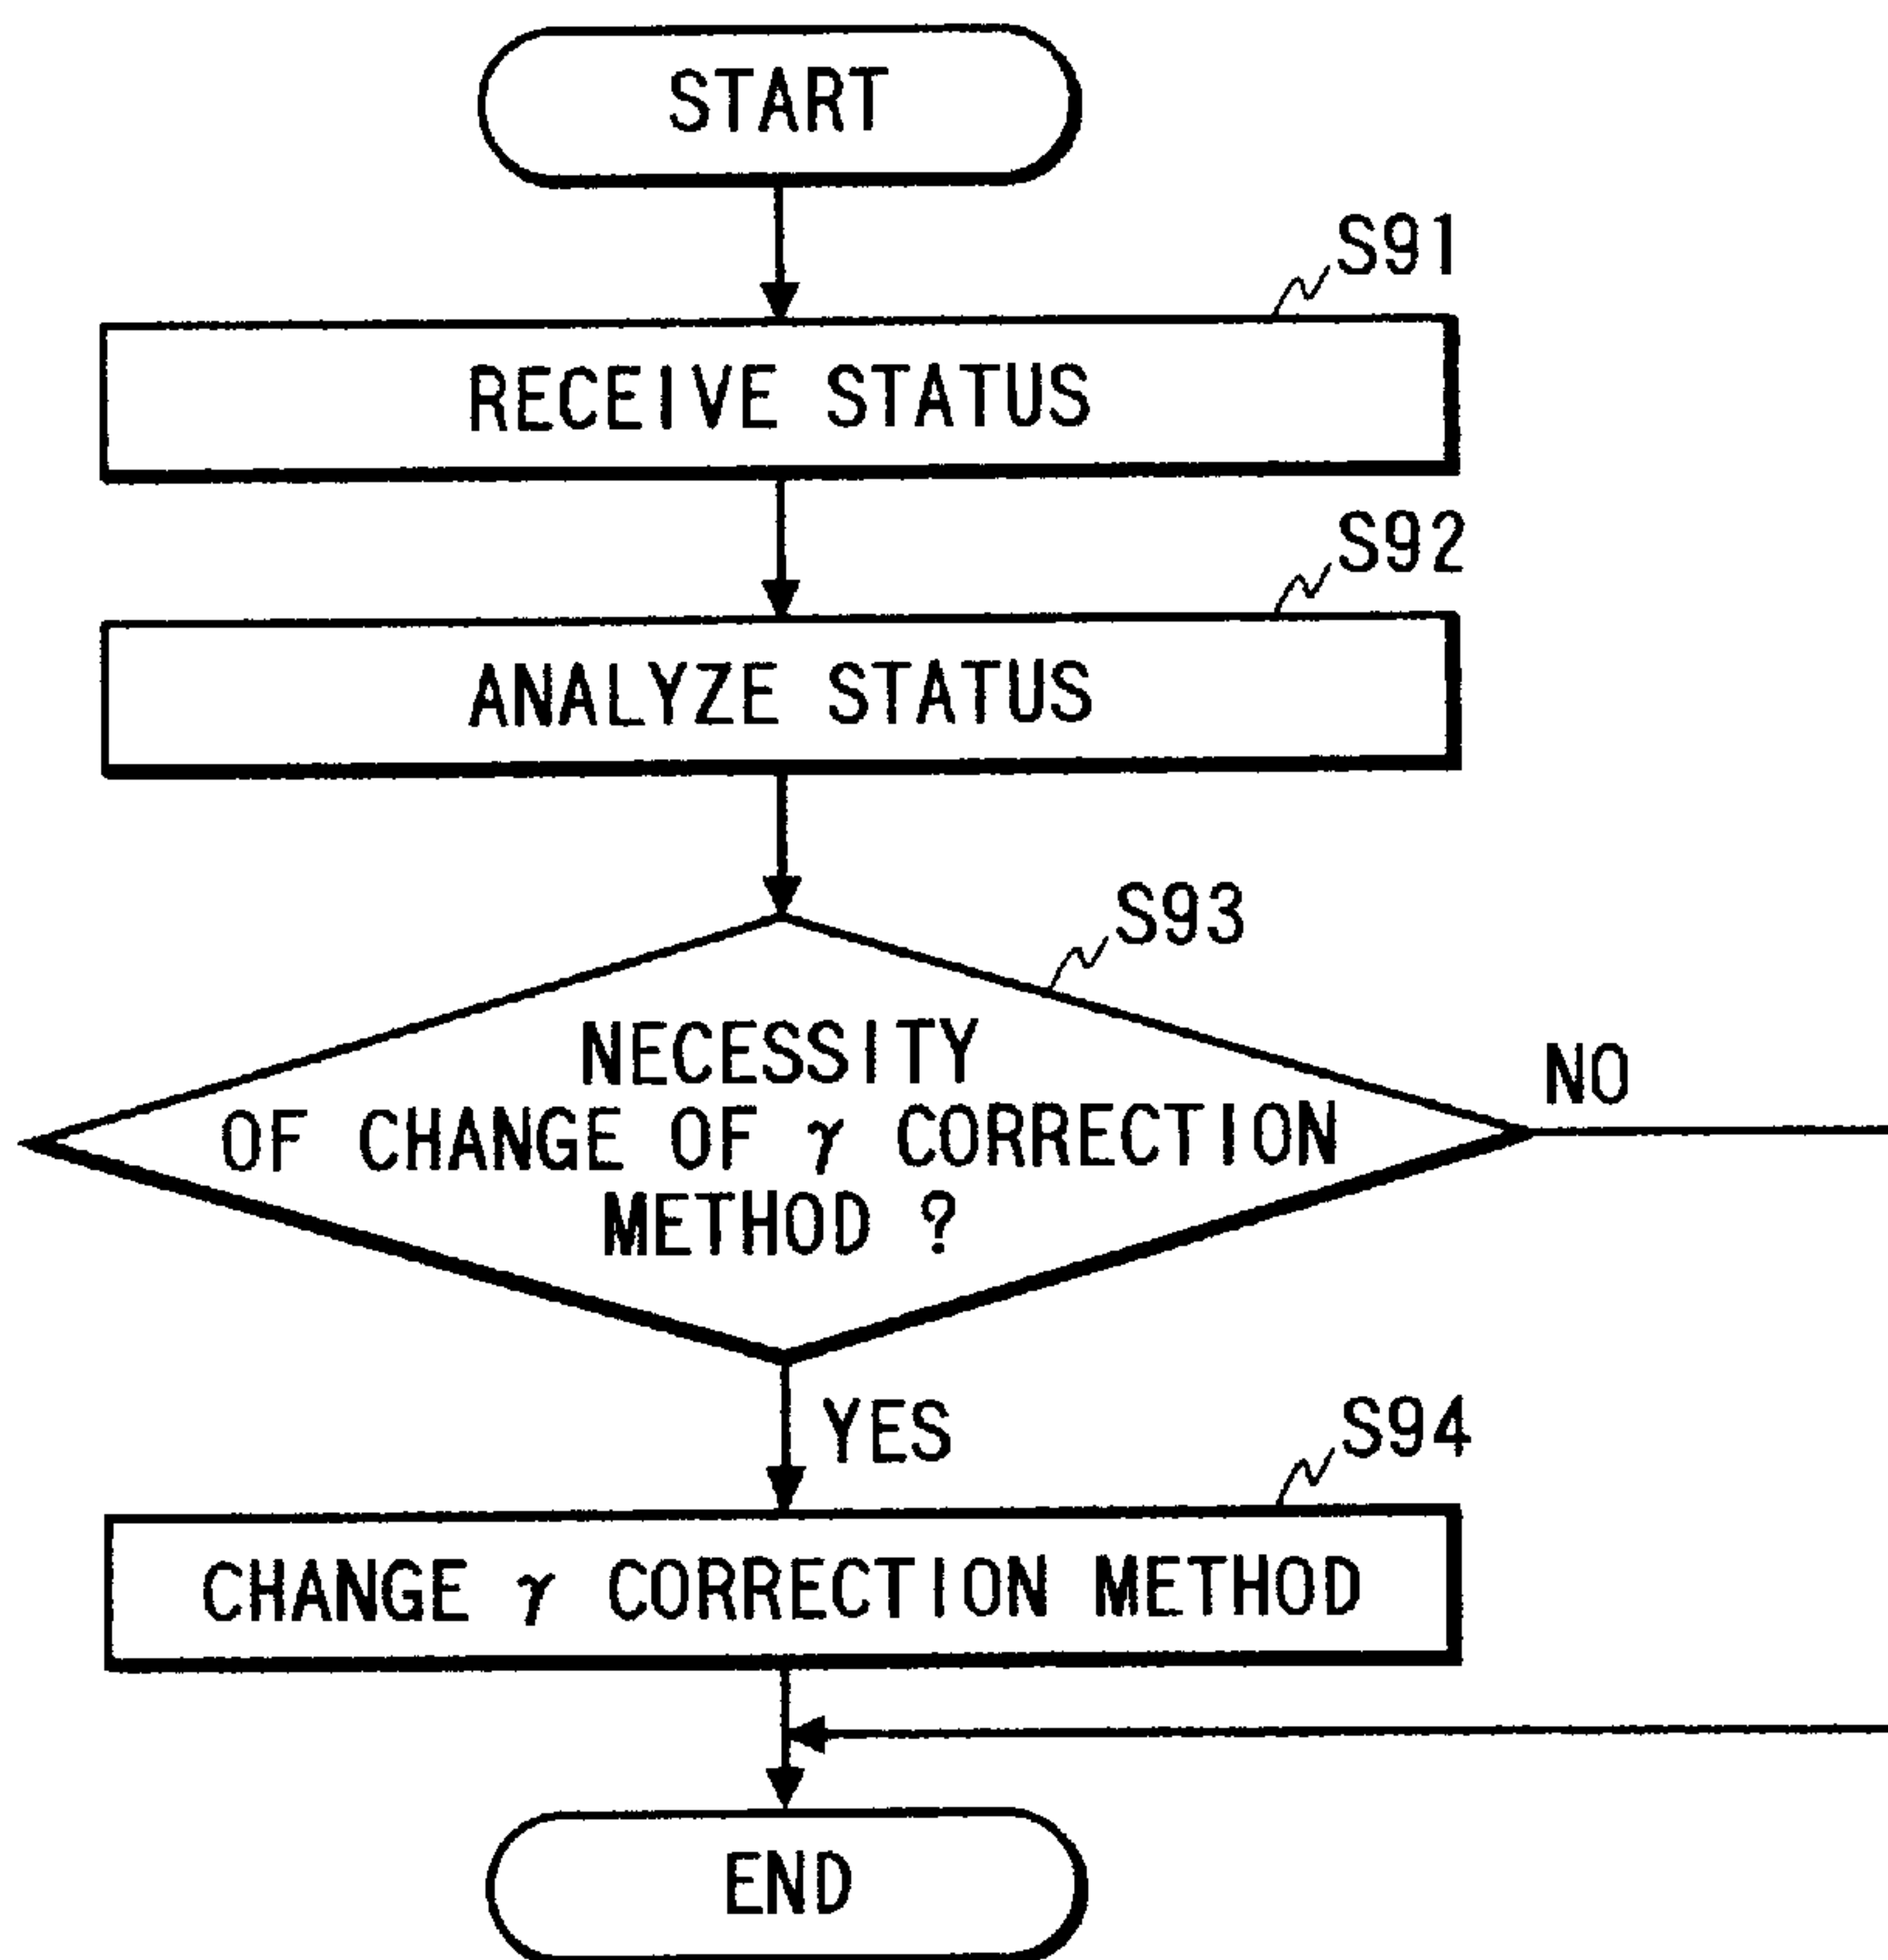 START
S91
RECEIVE STATUS
S92
ANALYZE STATUS
S93
NECESSITY
OF CHANGE OF γ CORRECTION
METHOD ?
NO
YES
S94
CHANGE γ CORRECTION METHOD
END